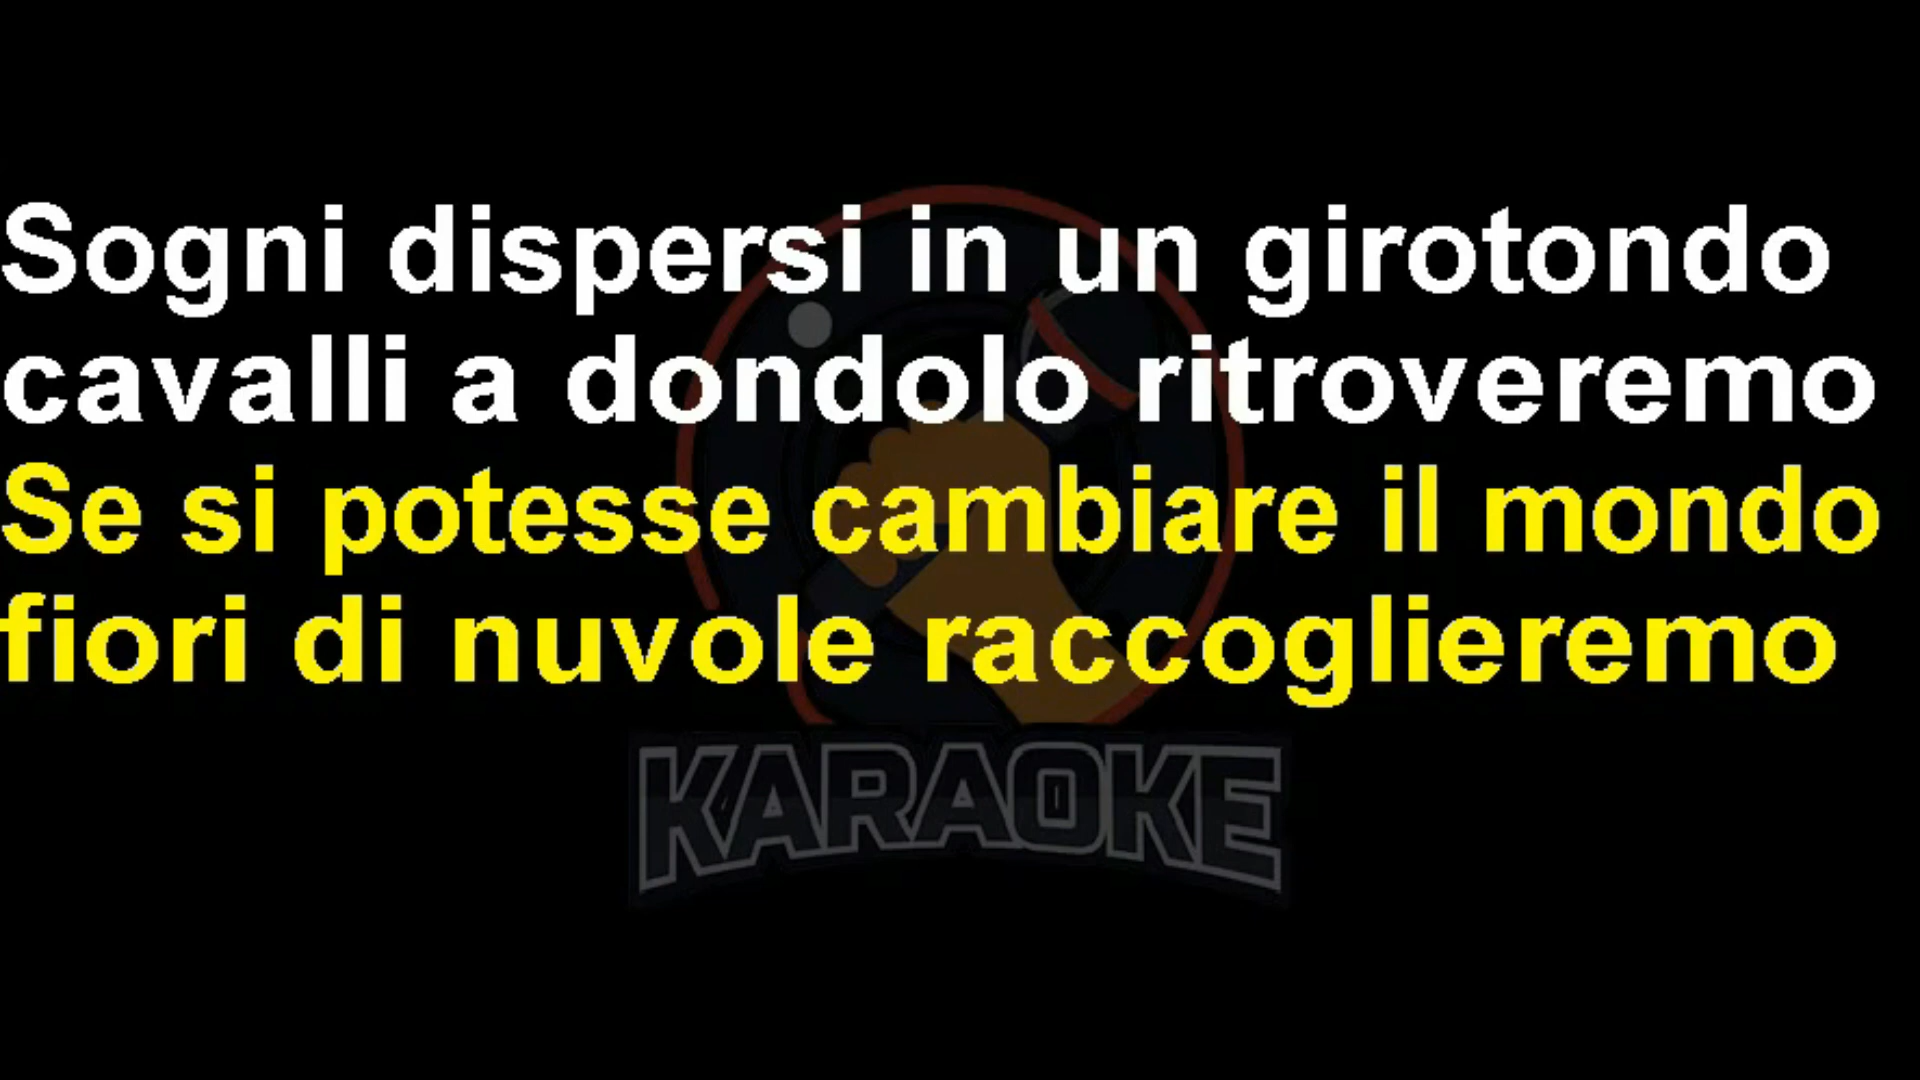 Sogni dispersi in un girotondo
cavalli a dondolo ritroveremo
Se si potesse cambiare il mondo
fiori di nuvole raccoglieremo
KARAOKE